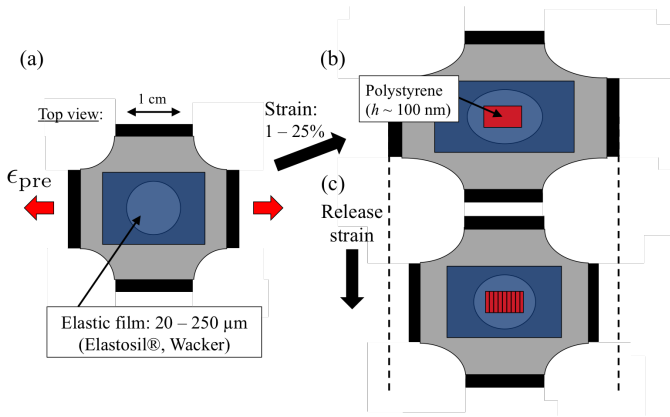 (a)
1 cm
Top view:
ϵpre
Elastic film: 20 – 250 µm
(Elastosil®, Wacker)
Strain:
1 – 25%
(b)
Polystyrene
(h ~ 100 nm)
(c)
Release
strain